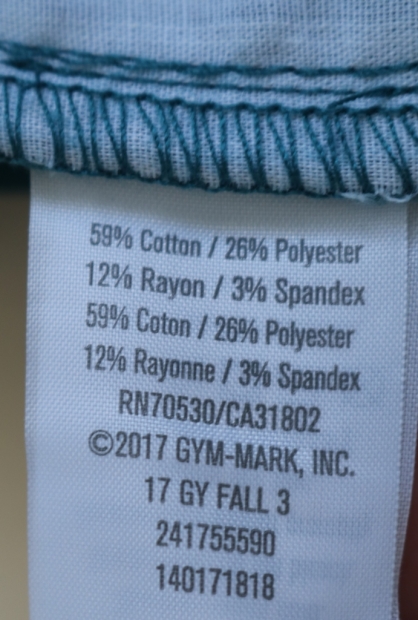 59% Cotton / 26% Polyester
12% Rayon / 3% Spandex
59% Coton / 26% Polyester
12% Rayonne / 3% Spandex
RN70530/CA31802
©2017 GYM-MARK, INC.
17 GY FALL 3
241755590
140171818